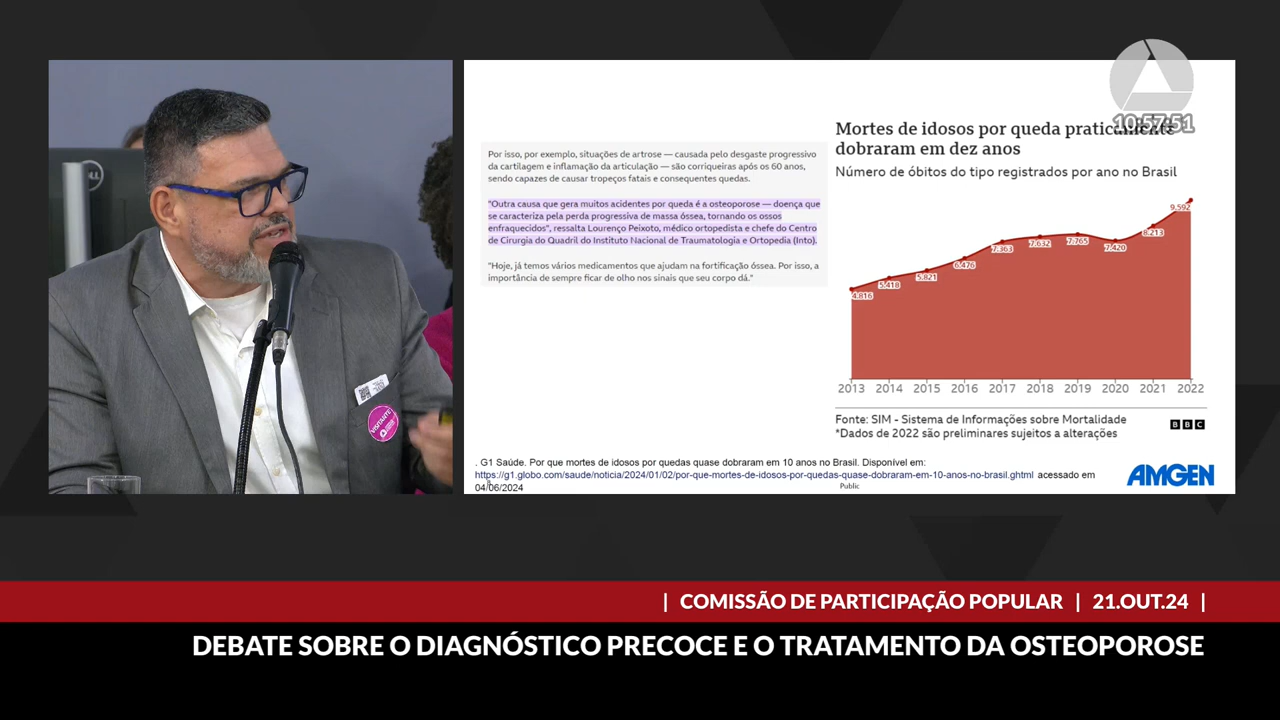 10:57:51
Por isso, por exemplo, situações de artrose — causada pelo desgaste progressivo
da cartilagem e inflamação da articulação — são corriqueiras após os 60 anos,
sendo capazes de causar tropeços fatais e consequentes quedas.
"Outra causa que gera muitos acidentes por queda é a osteoporose — doença que
se caracteriza pela perda progressiva de massa óssea, tornando os ossos
enfraquecidos", ressalta Lourenço Peixoto, médico ortopedista e chefe do Centro
de Cirurgia do Quadril do Instituto Nacional de Traumatologia e Ortopedia (Into).
"Hoje, já temos vários medicamentos que ajudam na fortificação óssea. Por isso, a
importância de sempre ficar de olho nos sinais que seu corpo dá."
Mortes de idosos por queda praticamente
dobraram em dez anos
Número de óbitos do tipo registrados por ano no Brasil
4.816
5.418
5.821
6.476
7.363
7.632
7.765
7.420
8.213
9.592
2013 2014 2015 2016 2017 2018 2019 2020 2021 2022
Fonte: SIM - Sistema de Informações sobre Mortalidade
*Dados de 2022 são preliminares sujeitos a alterações
BBC
. G1 Saúde. Por que mortes de idosos por quedas quase dobraram em 10 anos no Brasil. Disponível em:
https://g1.globo.com/saude/noticia/2024/01/02/por-que-mortes-de-idosos-por-quedas-quase-dobraram-em-10-anos-no-brasil.ghtml acessado em
04/06/2024
Public
AMGEN
DELL
VISITANTE
| COMISSÃO DE PARTICIPAÇÃO POPULAR | 21.OUT.24 |
DEBATE SOBRE O DIAGNÓSTICO PRECOCE E O TRATAMENTO DA OSTEOPOROSE